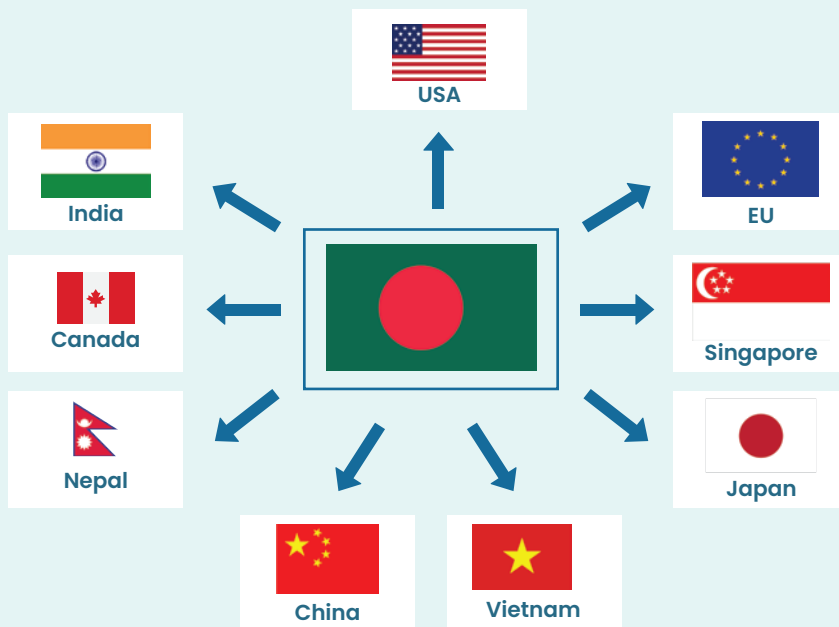 USA
India
EU
Canada
Singapore
Nepal
Japan
China
Vietnam